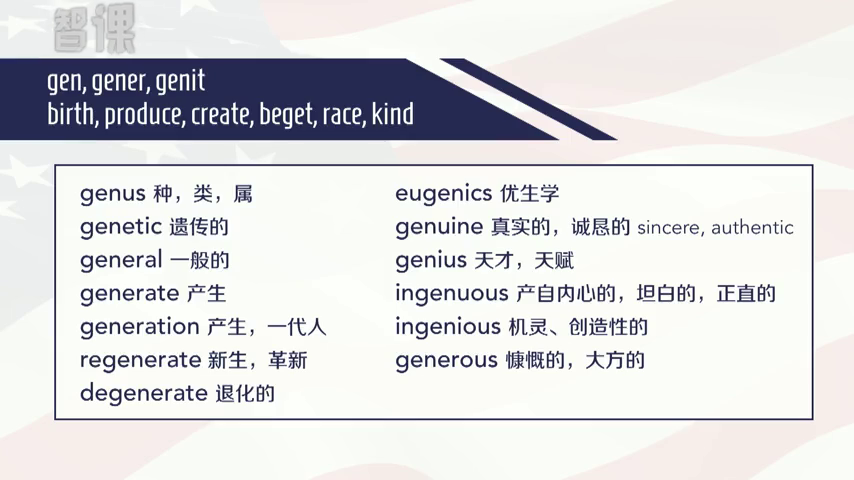 智课
gen, gener, genit
birth, produce, create, beget, race, kind
genus 种，类，属
genetic 遗传的
general 一般的
generate 产生
generation 产生，一代人
regenerate 新生，革新
degenerate 退化的
eugenics 优生学
genuine 真实的，诚恳的 sincere, authentic
genius 天才，天赋
ingenuous 产自内心的，坦白的，正直的
ingenious 机灵、创造性的
generous 慷慨的，大方的